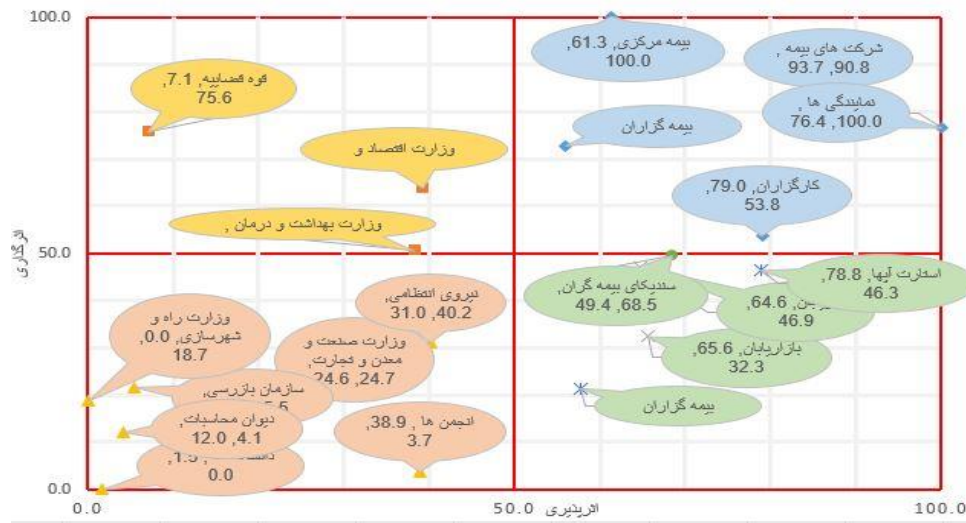 100.0
بیمه مرکزی, 61.3,
100.0
شرکت های بیمه ,
93.7 ,90.8
قوه قضاییه, 7.1,
75.6
نمایندگی ها ,
76.4 ,100.0
بیمه گزاران
وزارت اقتصاد و
کارگزاران, 79.0,
53.8
وزارت بهداشت و درمان ,
50.0
اثرگذاری
نیروی انتظامی,
31.0 ,40.2
سندیکای بیمه گران,
49.4 ,68.5
استارت آپها, 78.8,
46.3
64.6,
46.9
وزارت راه و
شهرسازی, 0.0,
18.7
وزارت صنعت و
معدن و تجارت,
24.6 ,24.7
بازاریابان, 65.6,
32.3
سازمان بازرسی,
دیوان محاسبات,
12.0 ,4.1
انجمن ها , 38.9,
3.7
بیمه گزاران
1.5,
0.0
0.0
0.0
50.0
اثرپذیری
100.0